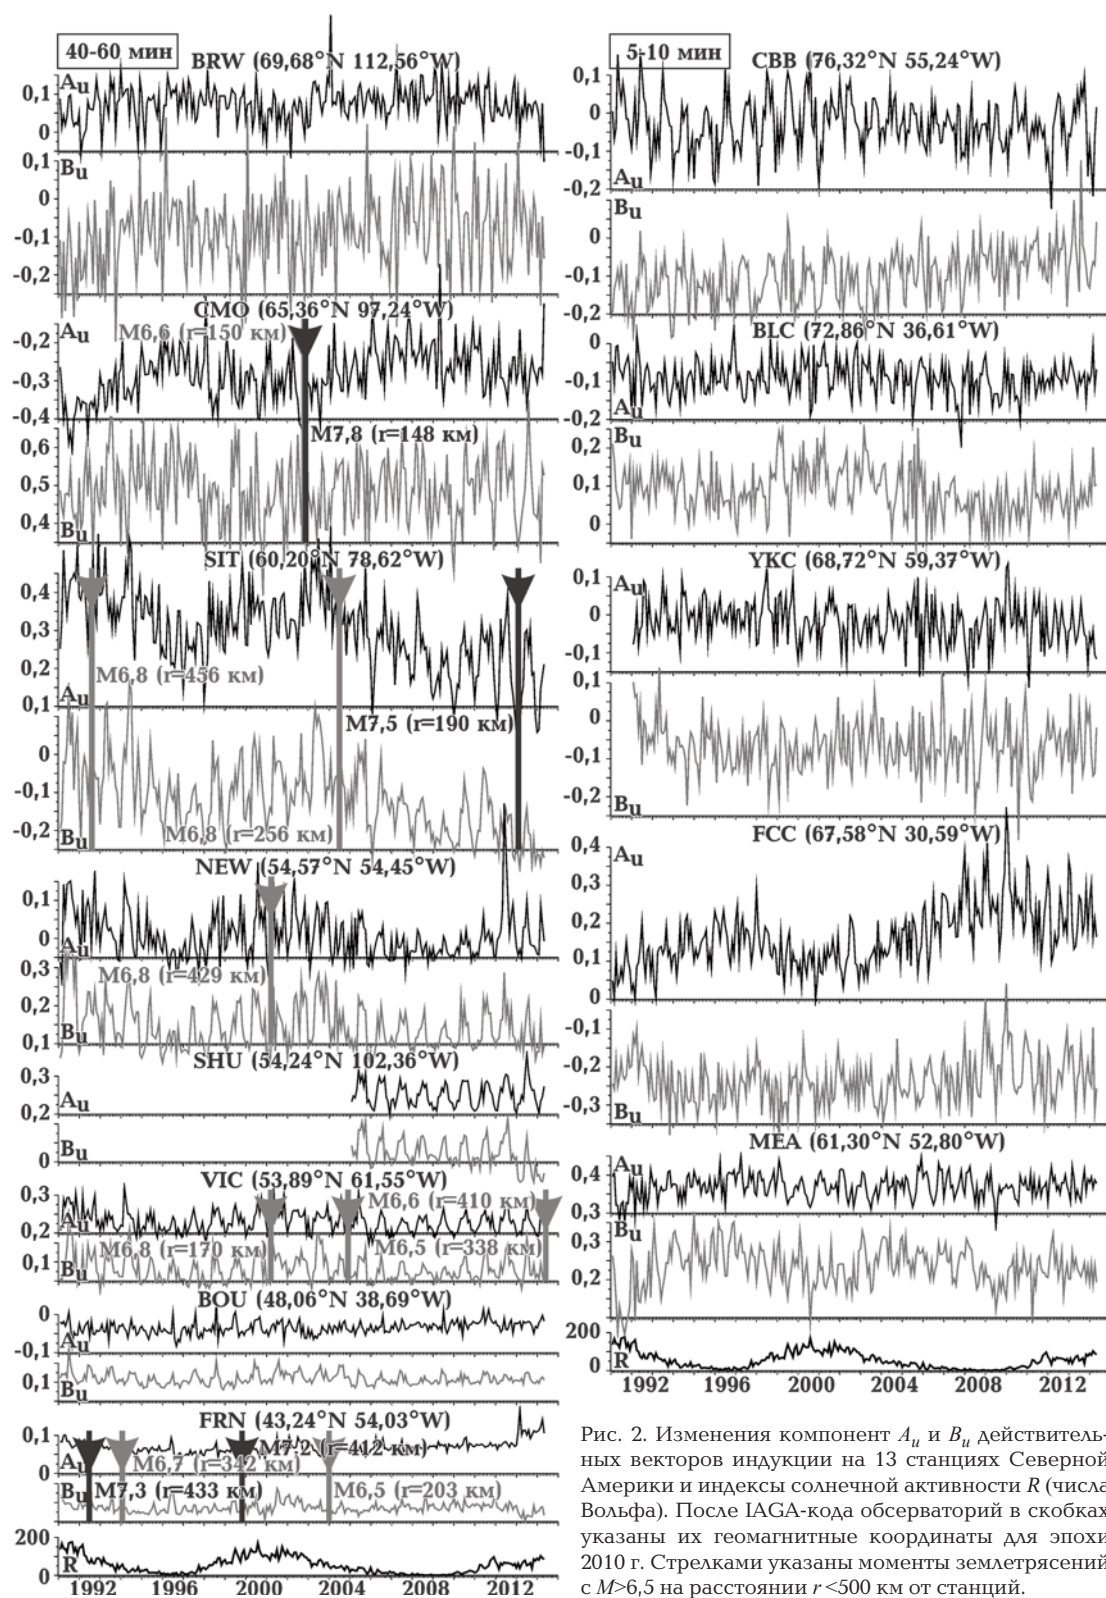 40-60 мин
BRW (69,68°N 112,56°W)
Au
0,1
0
0,1
Bu
0
-0,1
-0,2
CMO (65,36°N 97,24°W)
Au
M6,6 (r=150 км)
-0,2
-0,3
-0,4
M7,8 (r=148 км)
0,6
0,5
0,4
Bu
SIT (60,20°N 78,62°W)
0,4
0,3
0,2
M6,8 (r=456 км)
Au
0,1
M7,5 (r=190 км)
0
-0,1
-0,2
Bu
M6,8 (r=256 км)
NEW (54,57°N 54,45°W)
0,1
0
Au
0,3
M6,8 (r=429 км)
0,2
0,1
Bu
SHU (54,24°N 102,36°W)
0,3
Au
0,2
Bu
0
VIC (53,89°N 61,55°W)
0,3
Au
M6,6 (r=410 км)
0,2
M6,8 (r=170 км)
M6,5 (r=338 км)
0,1
Bu
BOU (48,06°N 38,69°W)
0
Au
-0,1
0,1
Bu
FRN (43,24°N 54,03°W)
0,1
M7,2 (r=412 км)
Au
M6,7 (r=342 км)
0
Bu
M7,3 (r=433 км)
M6,5 (r=203 км)
0
200
R
0
1992 1996 2000 2004 2008 2012
5-10 мин
CBB (76,32°N 55,24°W)
0,1
0
-0,1
Au
-0,2
Bu
0
-0,1
-0,2
BLC (72,86°N 36,61°W)
0
-0,1
Au
-0,2
Bu
0,2
0,1
0
YKC (68,72°N 59,37°W)
0,1
Au
0
-0,1
0,1
0
-0,1
-0,2
Bu
FCC (67,58°N 30,59°W)
0,4
Au
0,3
0,2
0,1
0
-0,1
-0,2
-0,3
Bu
MEA (61,30°N 52,80°W)
Au
0,4
0,3
Bu
0,3
0,2
200
R
0
1992 1996 2000 2004 2008 2012
Рис. 2. Изменения компонент Au и Bu действитель-
ных векторов индукции на 13 станциях Северной
Америки и индексы солнечной активности R (числа
Вольфа). После IAGA-кода обсерваторий в скобках
указаны их геомагнитные координаты для эпохи
2010 г. Стрелками указаны моменты землетрясений
с M>6,5 на расстоянии r <500 км от станций.